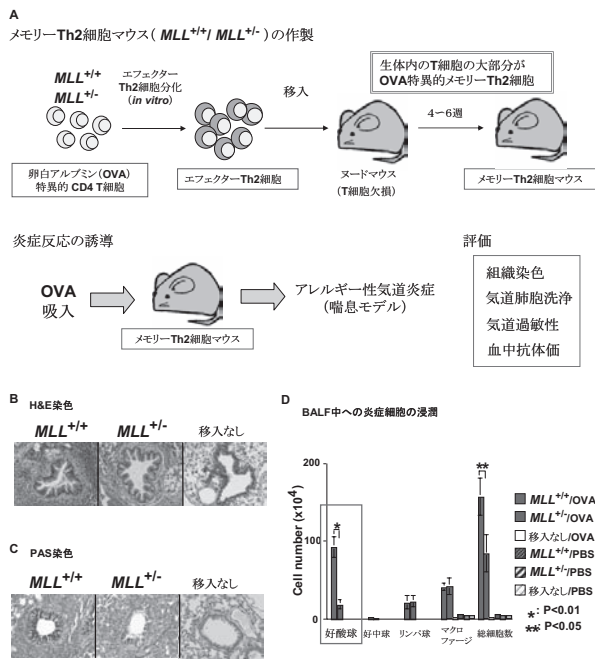 A
メモリーTh2細胞マウス( MLL+/+/ MLL+/- )の作製
MLL+/+
MLL+/-
エフェクター
Th2細胞分化
(in vitro)
移入
生体内のT細胞の大部分が
OVA特異的メモリーTh2細胞
4~6週
卵白アルブミン(OVA)
特異的 CD4 T細胞
エフェクターTh2細胞
ヌードマウス
(T細胞欠損)
メモリーTh2細胞マウス
炎症反応の誘導
評価
OVA
吸入
メモリーTh2細胞マウス
アレルギー性気道炎症
(喘息モデル)
組織染色
気道肺胞洗浄
気道過敏性
血中抗体価
B H&E染色
MLL+/+ MLL+/- 移入なし
C PAS染色
MLL+/+ MLL+/- 移入なし
D BALF中への炎症細胞の浸潤
Cell number (x10⁴)
200
100
0
*
**
好酸球 好中球 リンパ球 マクロ
ファージ 総細胞数
MLL+/+/OVA
MLL+/-/OVA
移入なし/OVA
MLL+/+/PBS
MLL+/-/PBS
移入なし/PBS
*: P<0.01
**: P<0.05